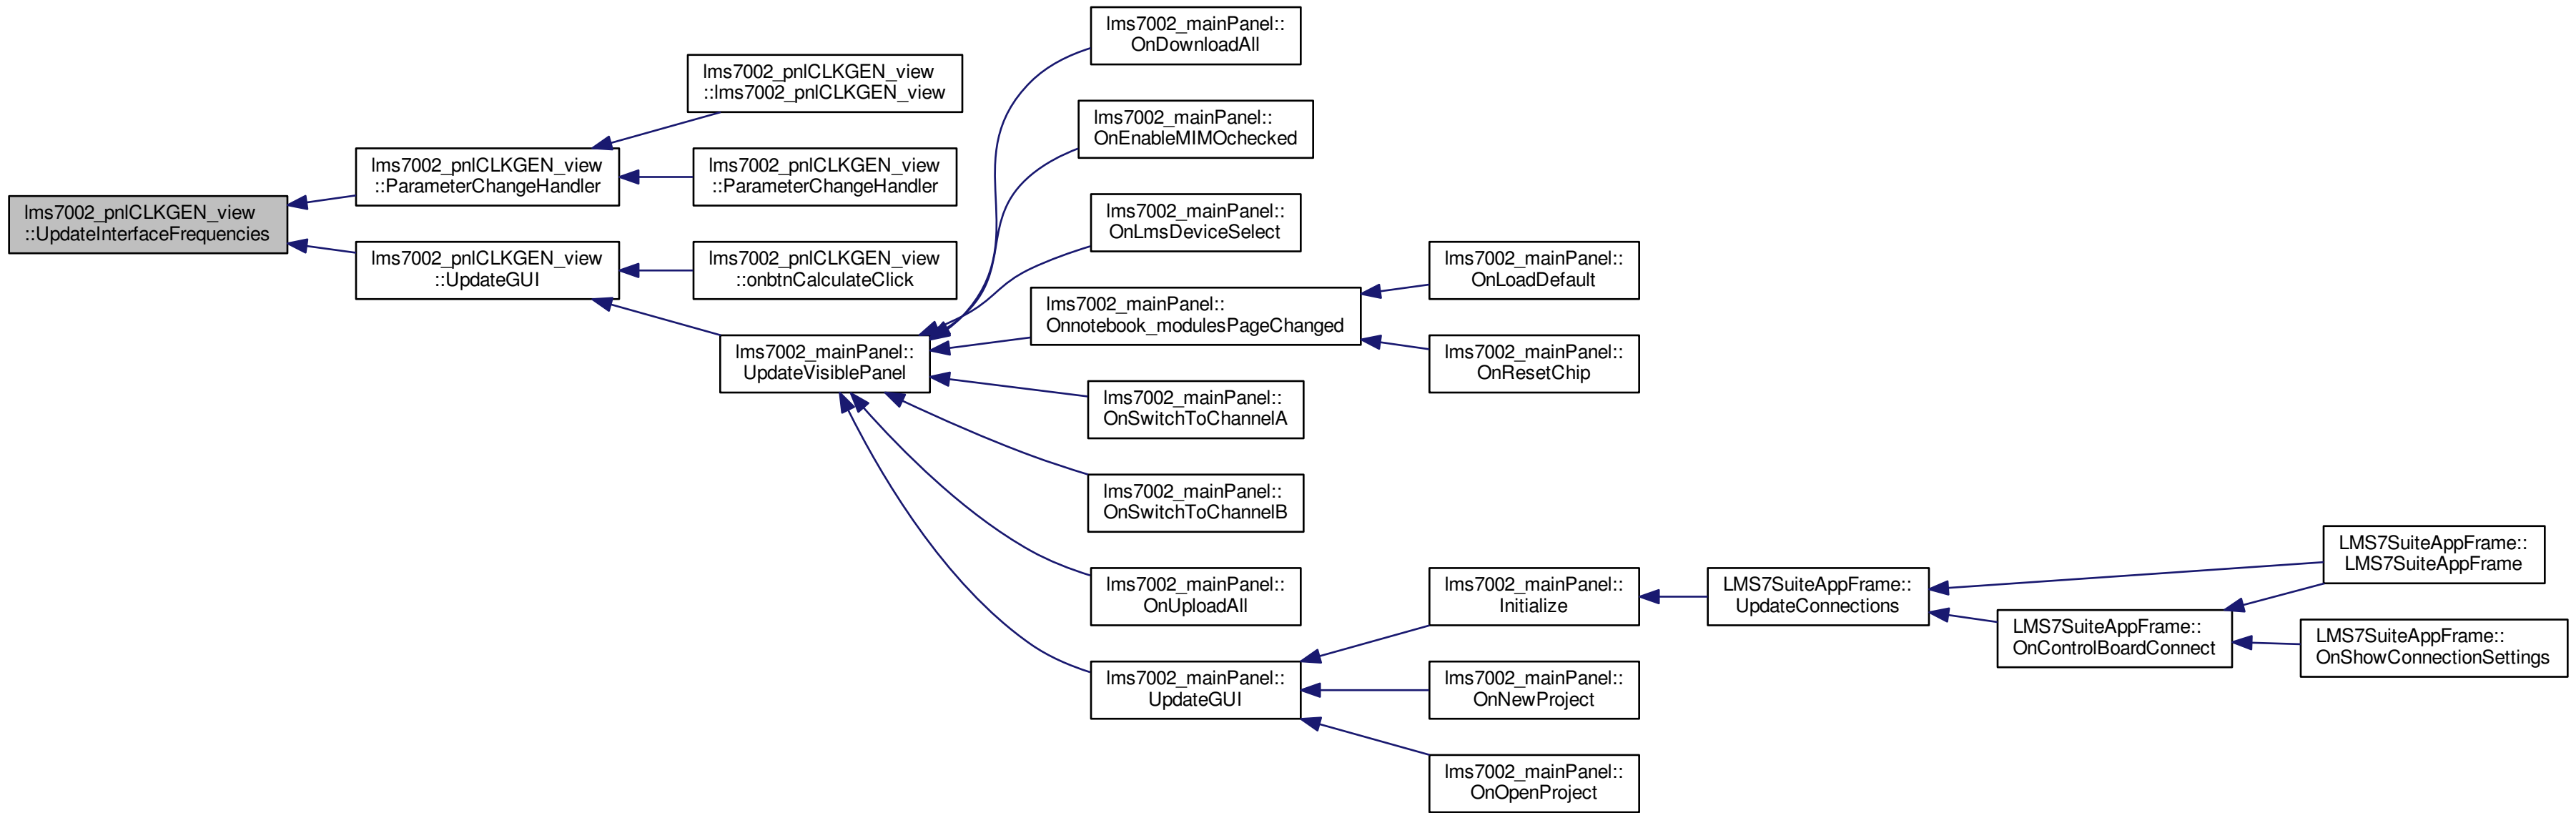 lms7002_pnlCLKGEN_view
::UpdateInterfaceFrequencies
lms7002_pnlCLKGEN_view
::ParameterChangeHandler
lms7002_pnlCLKGEN_view
::UpdateGUI
lms7002_pnlCLKGEN_view
::lms7002_pnlCLKGEN_view
lms7002_pnlCLKGEN_view
::ParameterChangeHandler
lms7002_pnlCLKGEN_view
::onbtnCalculateClick
lms7002_mainPanel::
UpdateVisiblePanel
lms7002_mainPanel::
OnDownloadAll
lms7002_mainPanel::
OnEnableMIMOchecked
lms7002_mainPanel::
OnLmsDeviceSelect
lms7002_mainPanel::
Onnotebook_modulesPageChanged
lms7002_mainPanel::
OnSwitchToChannelA
lms7002_mainPanel::
OnSwitchToChannelB
lms7002_mainPanel::
OnUploadAll
lms7002_mainPanel::
UpdateGUI
lms7002_mainPanel::
OnLoadDefault
lms7002_mainPanel::
OnResetChip
lms7002_mainPanel::
Initialize
lms7002_mainPanel::
OnNewProject
lms7002_mainPanel::
OnOpenProject
LMS7SuiteAppFrame::
UpdateConnections
LMS7SuiteAppFrame::
OnControlBoardConnect
LMS7SuiteAppFrame::
LMS7SuiteAppFrame
LMS7SuiteAppFrame::
OnShowConnectionSettings